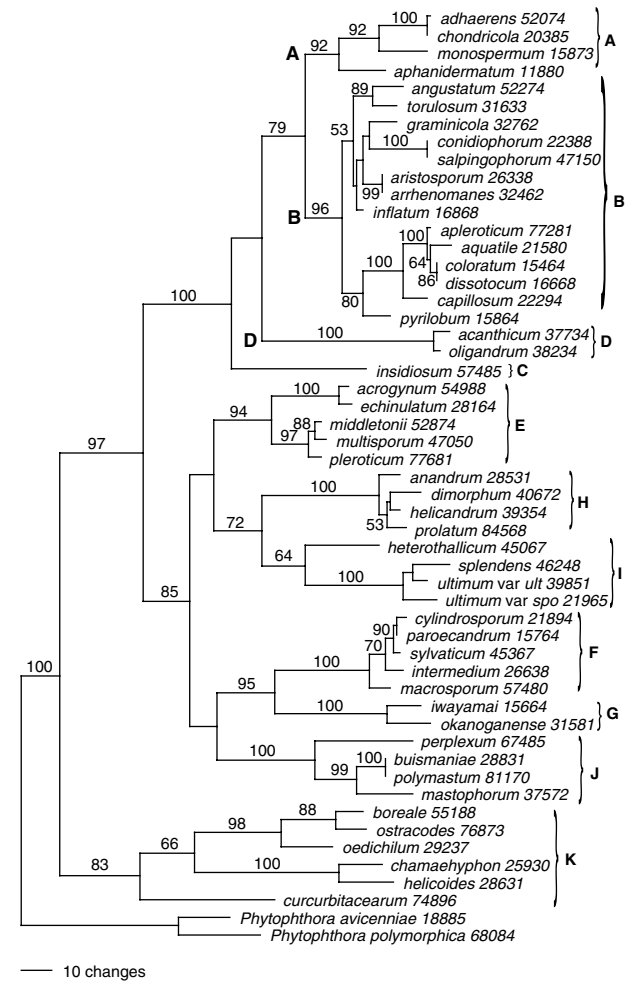 100 adhaerens 52074
92 chondricola 20385 A
A 92 monospermum 15873
aphanidermatum 11880
89 angustatum 52274
79 torulosum 31633
53 graminicola 32762
100 conidiophorum 22388
salpingophorum 47150
aristosporum 26338
99 arrhenomanes 32462 B
B 96 inflatum 16868
100 apleroticum 77281
aquatile 21580
100 64 coloratum 15464
86 dissotocum 16668
80 capillosum 22294
pyrilobum 15864
100 acanthicum 37734
D oligandrum 38234 D
100 insidiosum 57485 C
100 acrogynum 54988
94 echinulatum 28164
88 middletonii 52874 E
97 multisporum 47050
97 pleroticum 77681
100 anandrum 28531
dimorphum 40672
helicandrum 39354 H
72 53 prolatum 84568
64 heterothallicum 45067
splendens 46248
100 ultimum var ult 39851 I
85 ultimum var spo 21965
cylindrosporum 21894
90 paroecandrum 15764
70 sylvaticum 45367 F
100 intermedium 26638
100 95 macrosporum 57480
100 iwayamai 15664
okanoganense 31581 G
perplexum 67485
100 100 buismaniae 28831
99 polymastum 81170 J
mastophorum 37572
88 boreale 55188
98 ostracodes 76873
66 oedichilum 29237
83 100 chamaehyphon 25930 K
helicoides 28631
curcurbitacearum 74896
Phytophthora avicenniae 18885
Phytophthora polymorphica 68084
10 changes